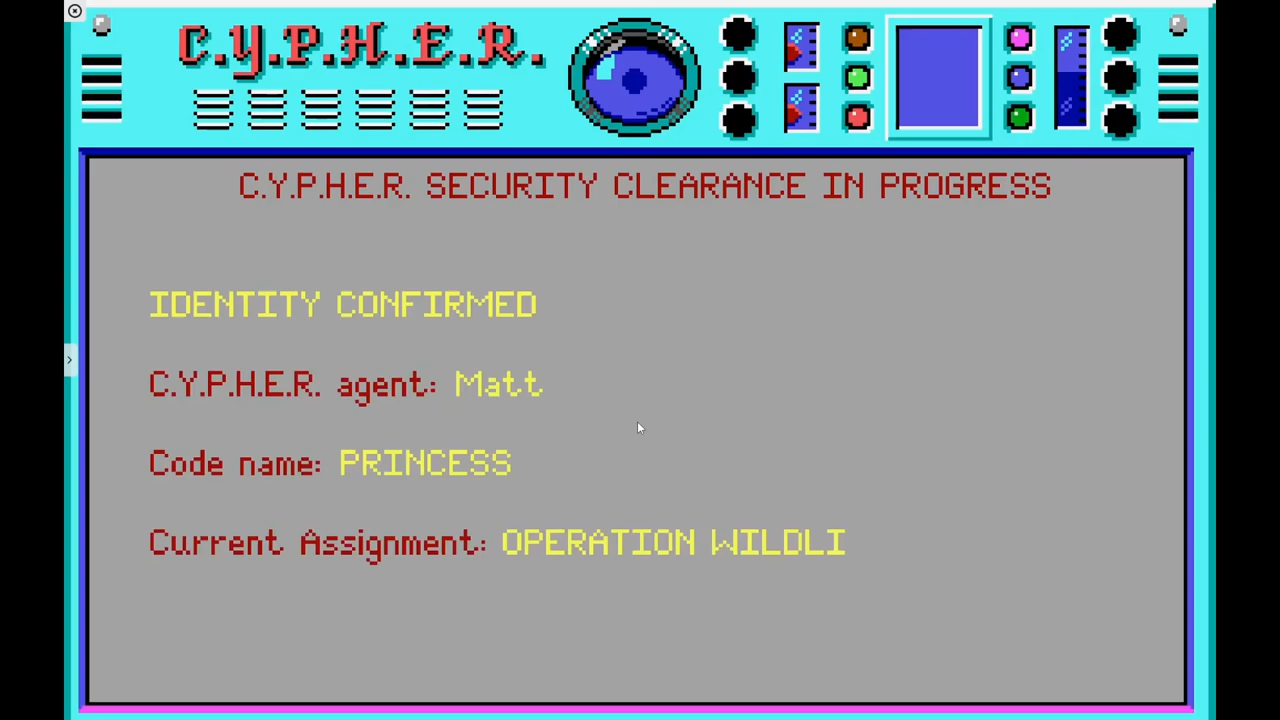 C.Y.P.H.E.R.
C.Y.P.H.E.R. SECURITY CLEARANCE IN PROGRESS
IDENTITY CONFIRMED
C.Y.P.H.E.R. agent: Matt
Code name: PRINCESS
Current Assignment: OPERATION WILDLI